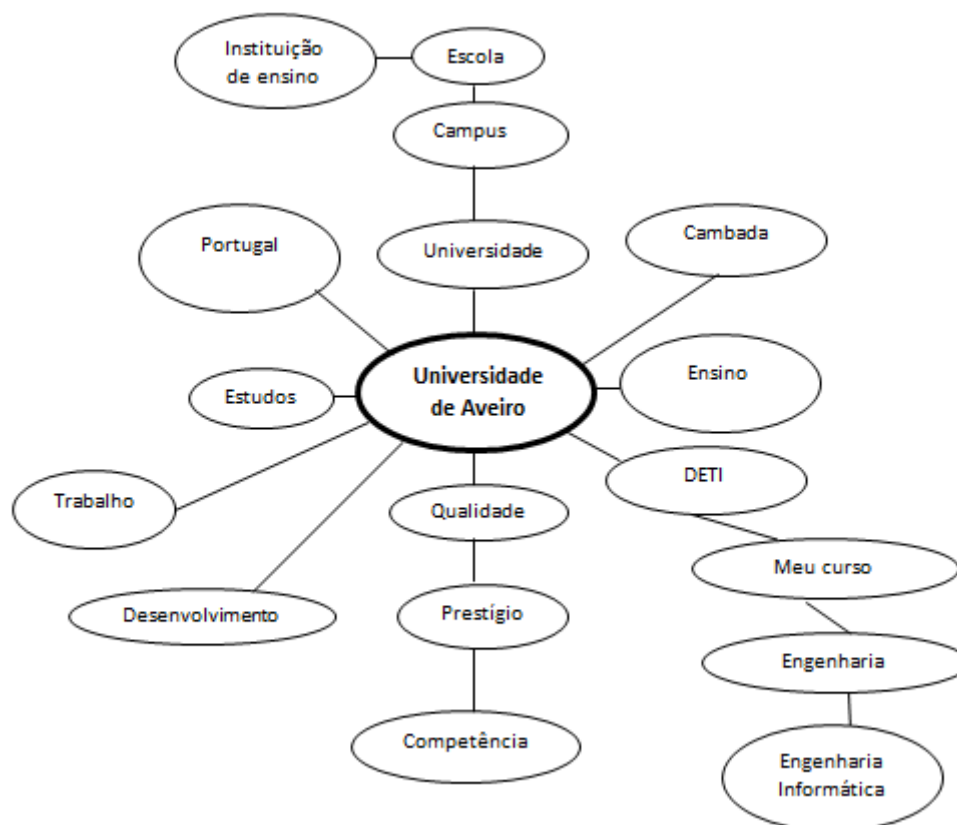 Instituição
de ensino
Escola
Campus
Portugal
Universidade
Cambada
Universidade
de Aveiro
Ensino
Estudos
DETI
Trabalho
Qualidade
Meu curso
Desenvolvimento
Prestígio
Engenharia
Competência
Engenharia
Informática